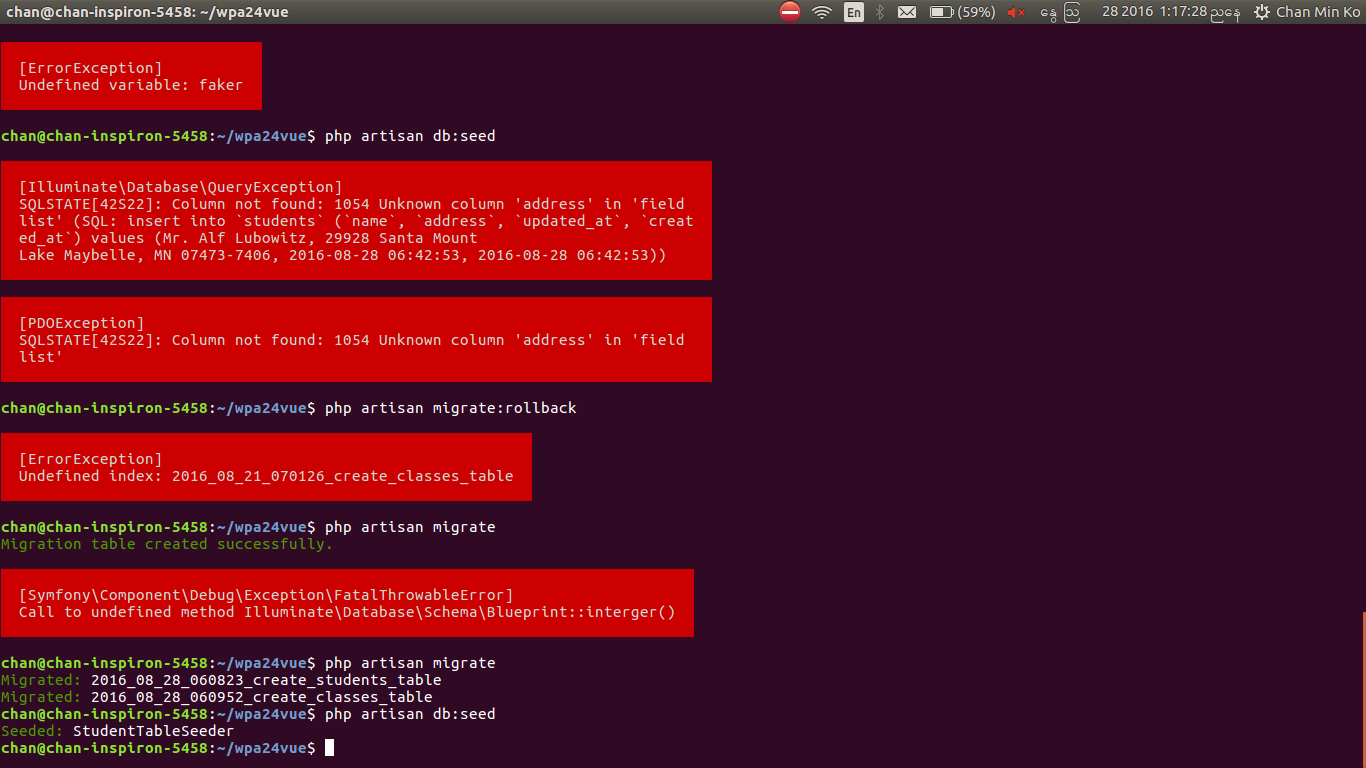 chan@chan-inspiron-5458: ~/wpa24vue En (59%) 28 2016 1:17:28 ညနေ Chan Min Ko
[ErrorException]
Undefined variable: faker
chan@chan-inspiron-5458:~/wpa24vue$ php artisan db:seed
[Illuminate\Database\QueryException]
SQLSTATE[42S22]: Column not found: 1054 Unknown column 'address' in 'field
list' (SQL: insert into `students` (`name`, `address`, `updated_at`, `creat
ed_at`) values (Mr. Alf Lubowitz, 29928 Santa Mount
Lake Maybelle, MN 07473-7406, 2016-08-28 06:42:53, 2016-08-28 06:42:53))
[PDOException]
SQLSTATE[42S22]: Column not found: 1054 Unknown column 'address' in 'field
list'
chan@chan-inspiron-5458:~/wpa24vue$ php artisan migrate:rollback
[ErrorException]
Undefined index: 2016_08_21_070126_create_classes_table
chan@chan-inspiron-5458:~/wpa24vue$ php artisan migrate
Migration table created successfully.
[Symfony\Component\Debug\Exception\FatalThrowableError]
Call to undefined method Illuminate\Database\Schema\Blueprint::interger()
chan@chan-inspiron-5458:~/wpa24vue$ php artisan migrate
Migrated: 2016_08_28_060823_create_students_table
Migrated: 2016_08_28_060952_create_classes_table
chan@chan-inspiron-5458:~/wpa24vue$ php artisan db:seed
Seeded: StudentTableSeeder
chan@chan-inspiron-5458:~/wpa24vue$